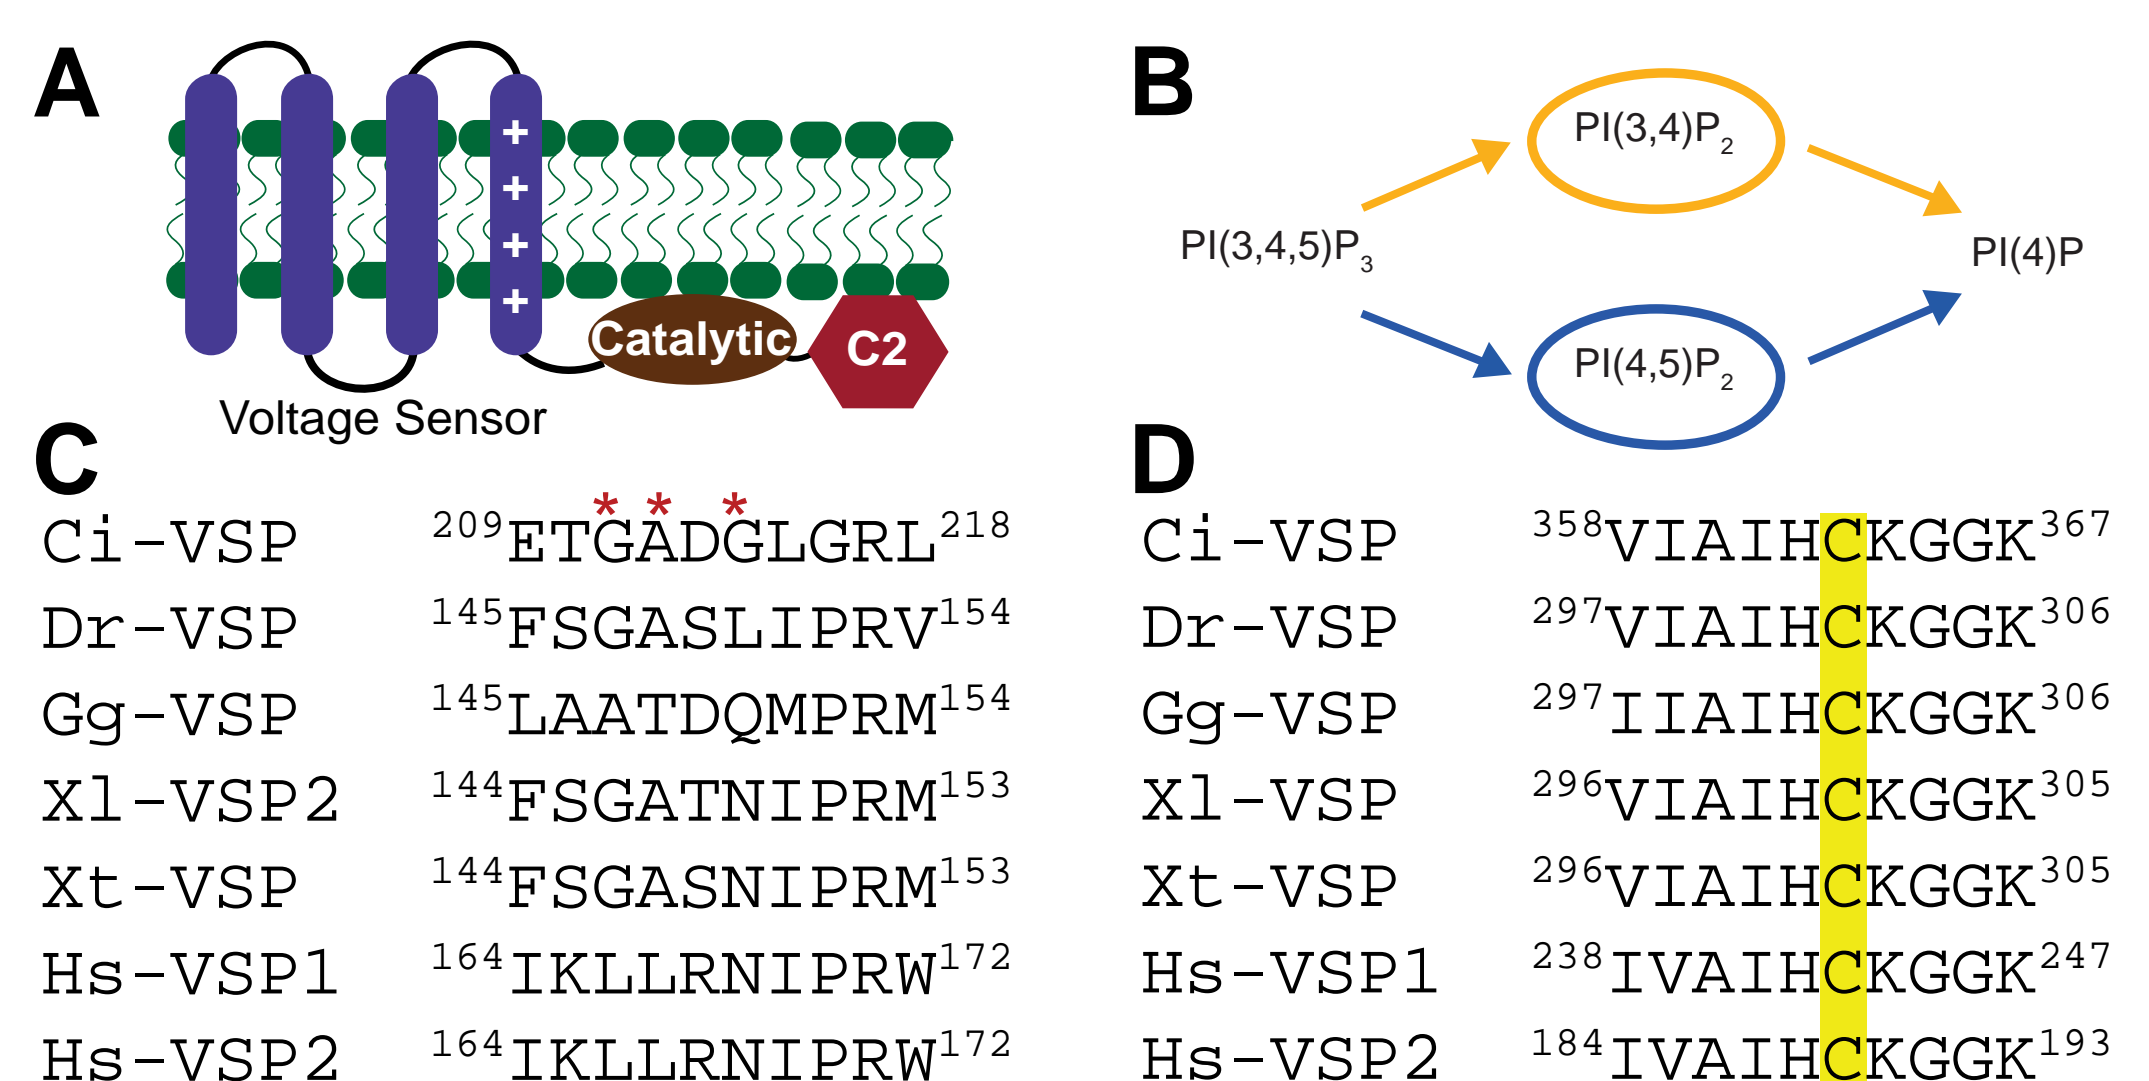 A
+
+
+
+
Catalytic
C2
Voltage Sensor
B
PI(3,4)P2
PI(3,4,5)P3
PI(4)P
PI(4,5)P2
C
* * *
Ci-VSP 209ETGADGLGRL218
Dr-VSP 145FSGASLIPRV154
Gg-VSP 145LAATDQMPRM154
Xl-VSP2 144FSGATNIPRM153
Xt-VSP 144FSGASNIPRM153
Hs-VSP1 164IKLLRNIPRW172
Hs-VSP2 164IKLLRNIPRW172
D
Ci-VSP 358VIAIHCKGGK367
Dr-VSP 297VIAIHCKGGK306
Gg-VSP 297IIAIHCKGGK306
Xl-VSP 296VIAIHCKGGK305
Xt-VSP 296VIAIHCKGGK305
Hs-VSP1 238IVAIHCKGGK247
Hs-VSP2 184IVAIHCKGGK193